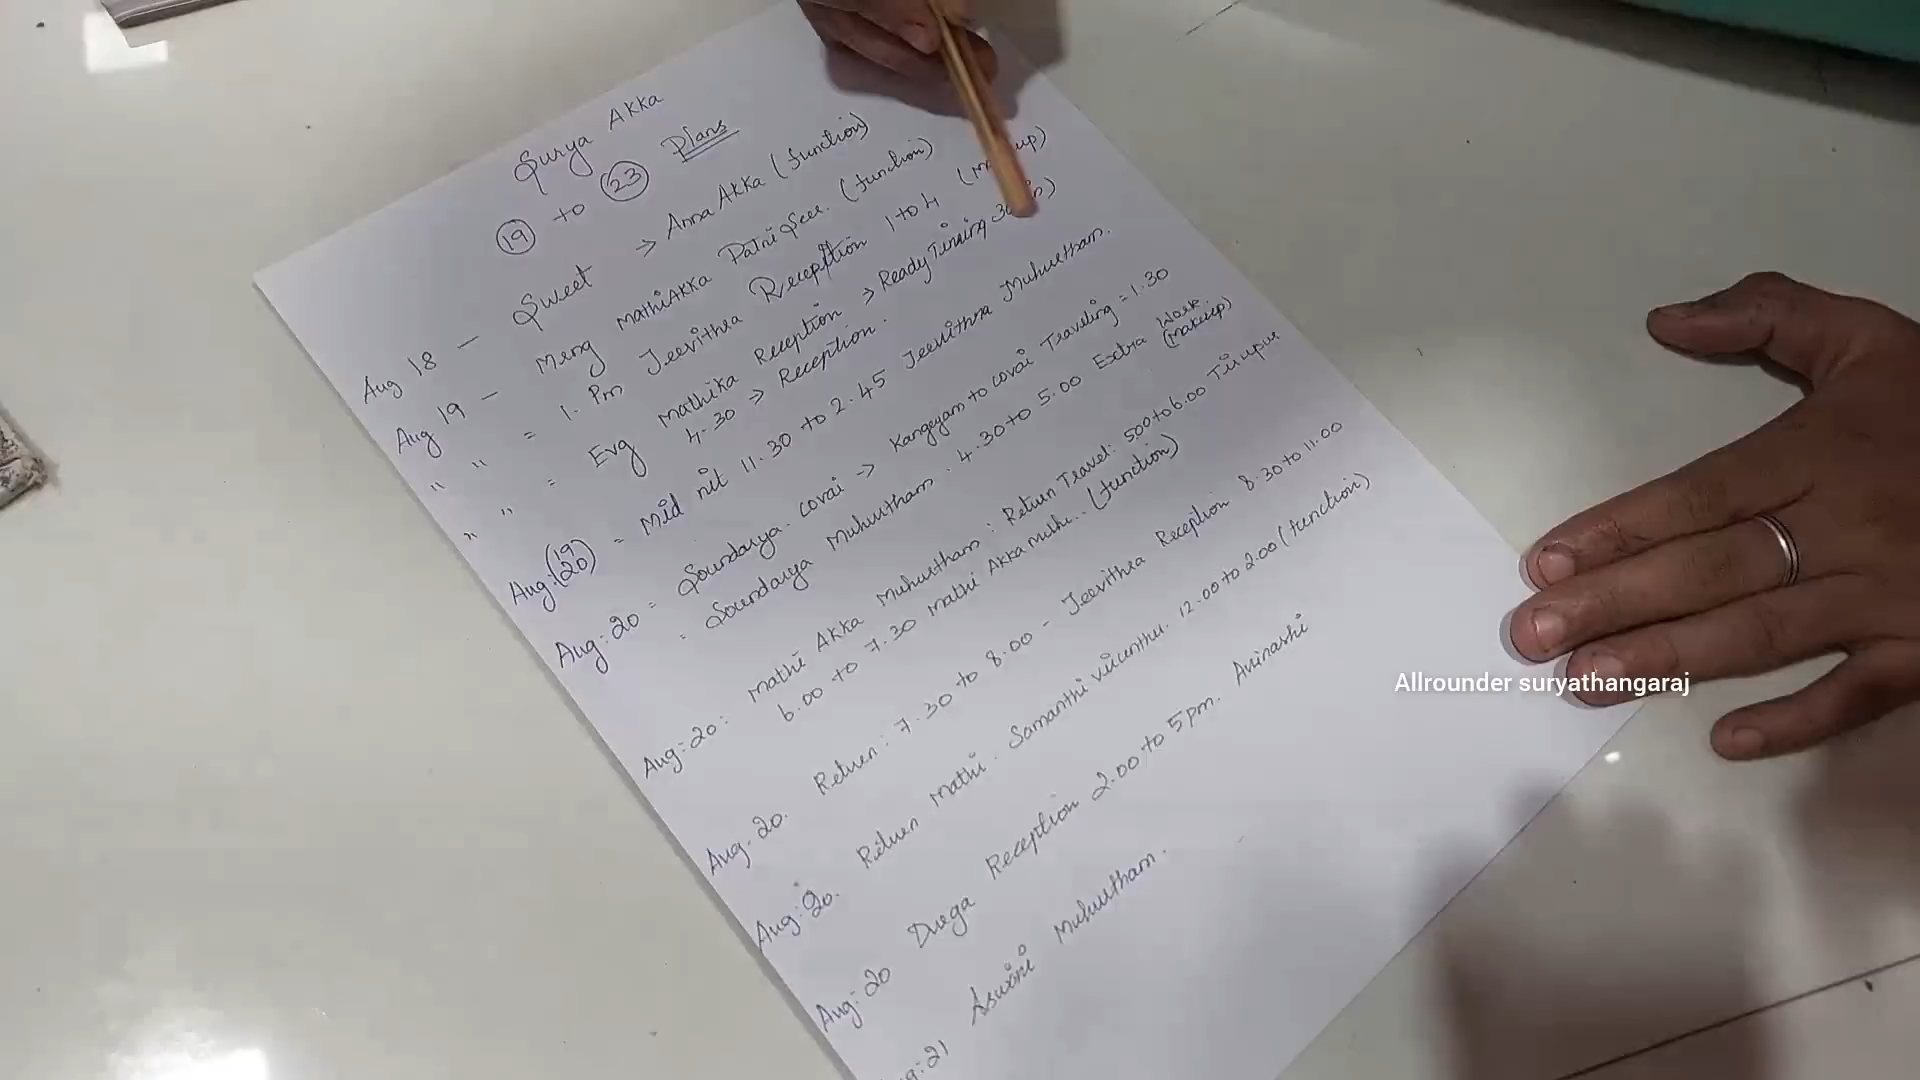 Surya Akka
19 to 23 Plans
Aug 18 - Sweet → Anna Akka (function)
Aug 19 - Mrng Mathi Akka Patri Seer. (function)
" " = 1. Pm Jeevithra Reception 1 to 4
" " = Evg Mathika Reception → Ready Timing
4.30 → Reception.
Aug: (19 20) = Mid nit 11.30 to 2.45 Jeevithra Muhurtham.
Aug: 20 = Soundarya. covai → Kangeyam to covai Traveling = 1.30
= Soundarya Muhurtham. 4.30 to 5.00 Extra Work. (makeup)
Aug: 20: Mathi Akka Muhurtham: Return Travel: 500 to 6.00 Tirupur
6.00 to 7.30 Mathi Akka Muhu.. (function)
Aug. 20. Return: 7.30 to 8.00 - Jeevithra Reception 8.30 to 11.00
Aug: 20. Return Mathi. Samanthi virunthu. 12.00 to 2.00 (function)
Aug: 20 Durga Reception 2.00 to 5pm. Avinashi
21 Aswini Muhurtham.
Allrounder suryathangaraj